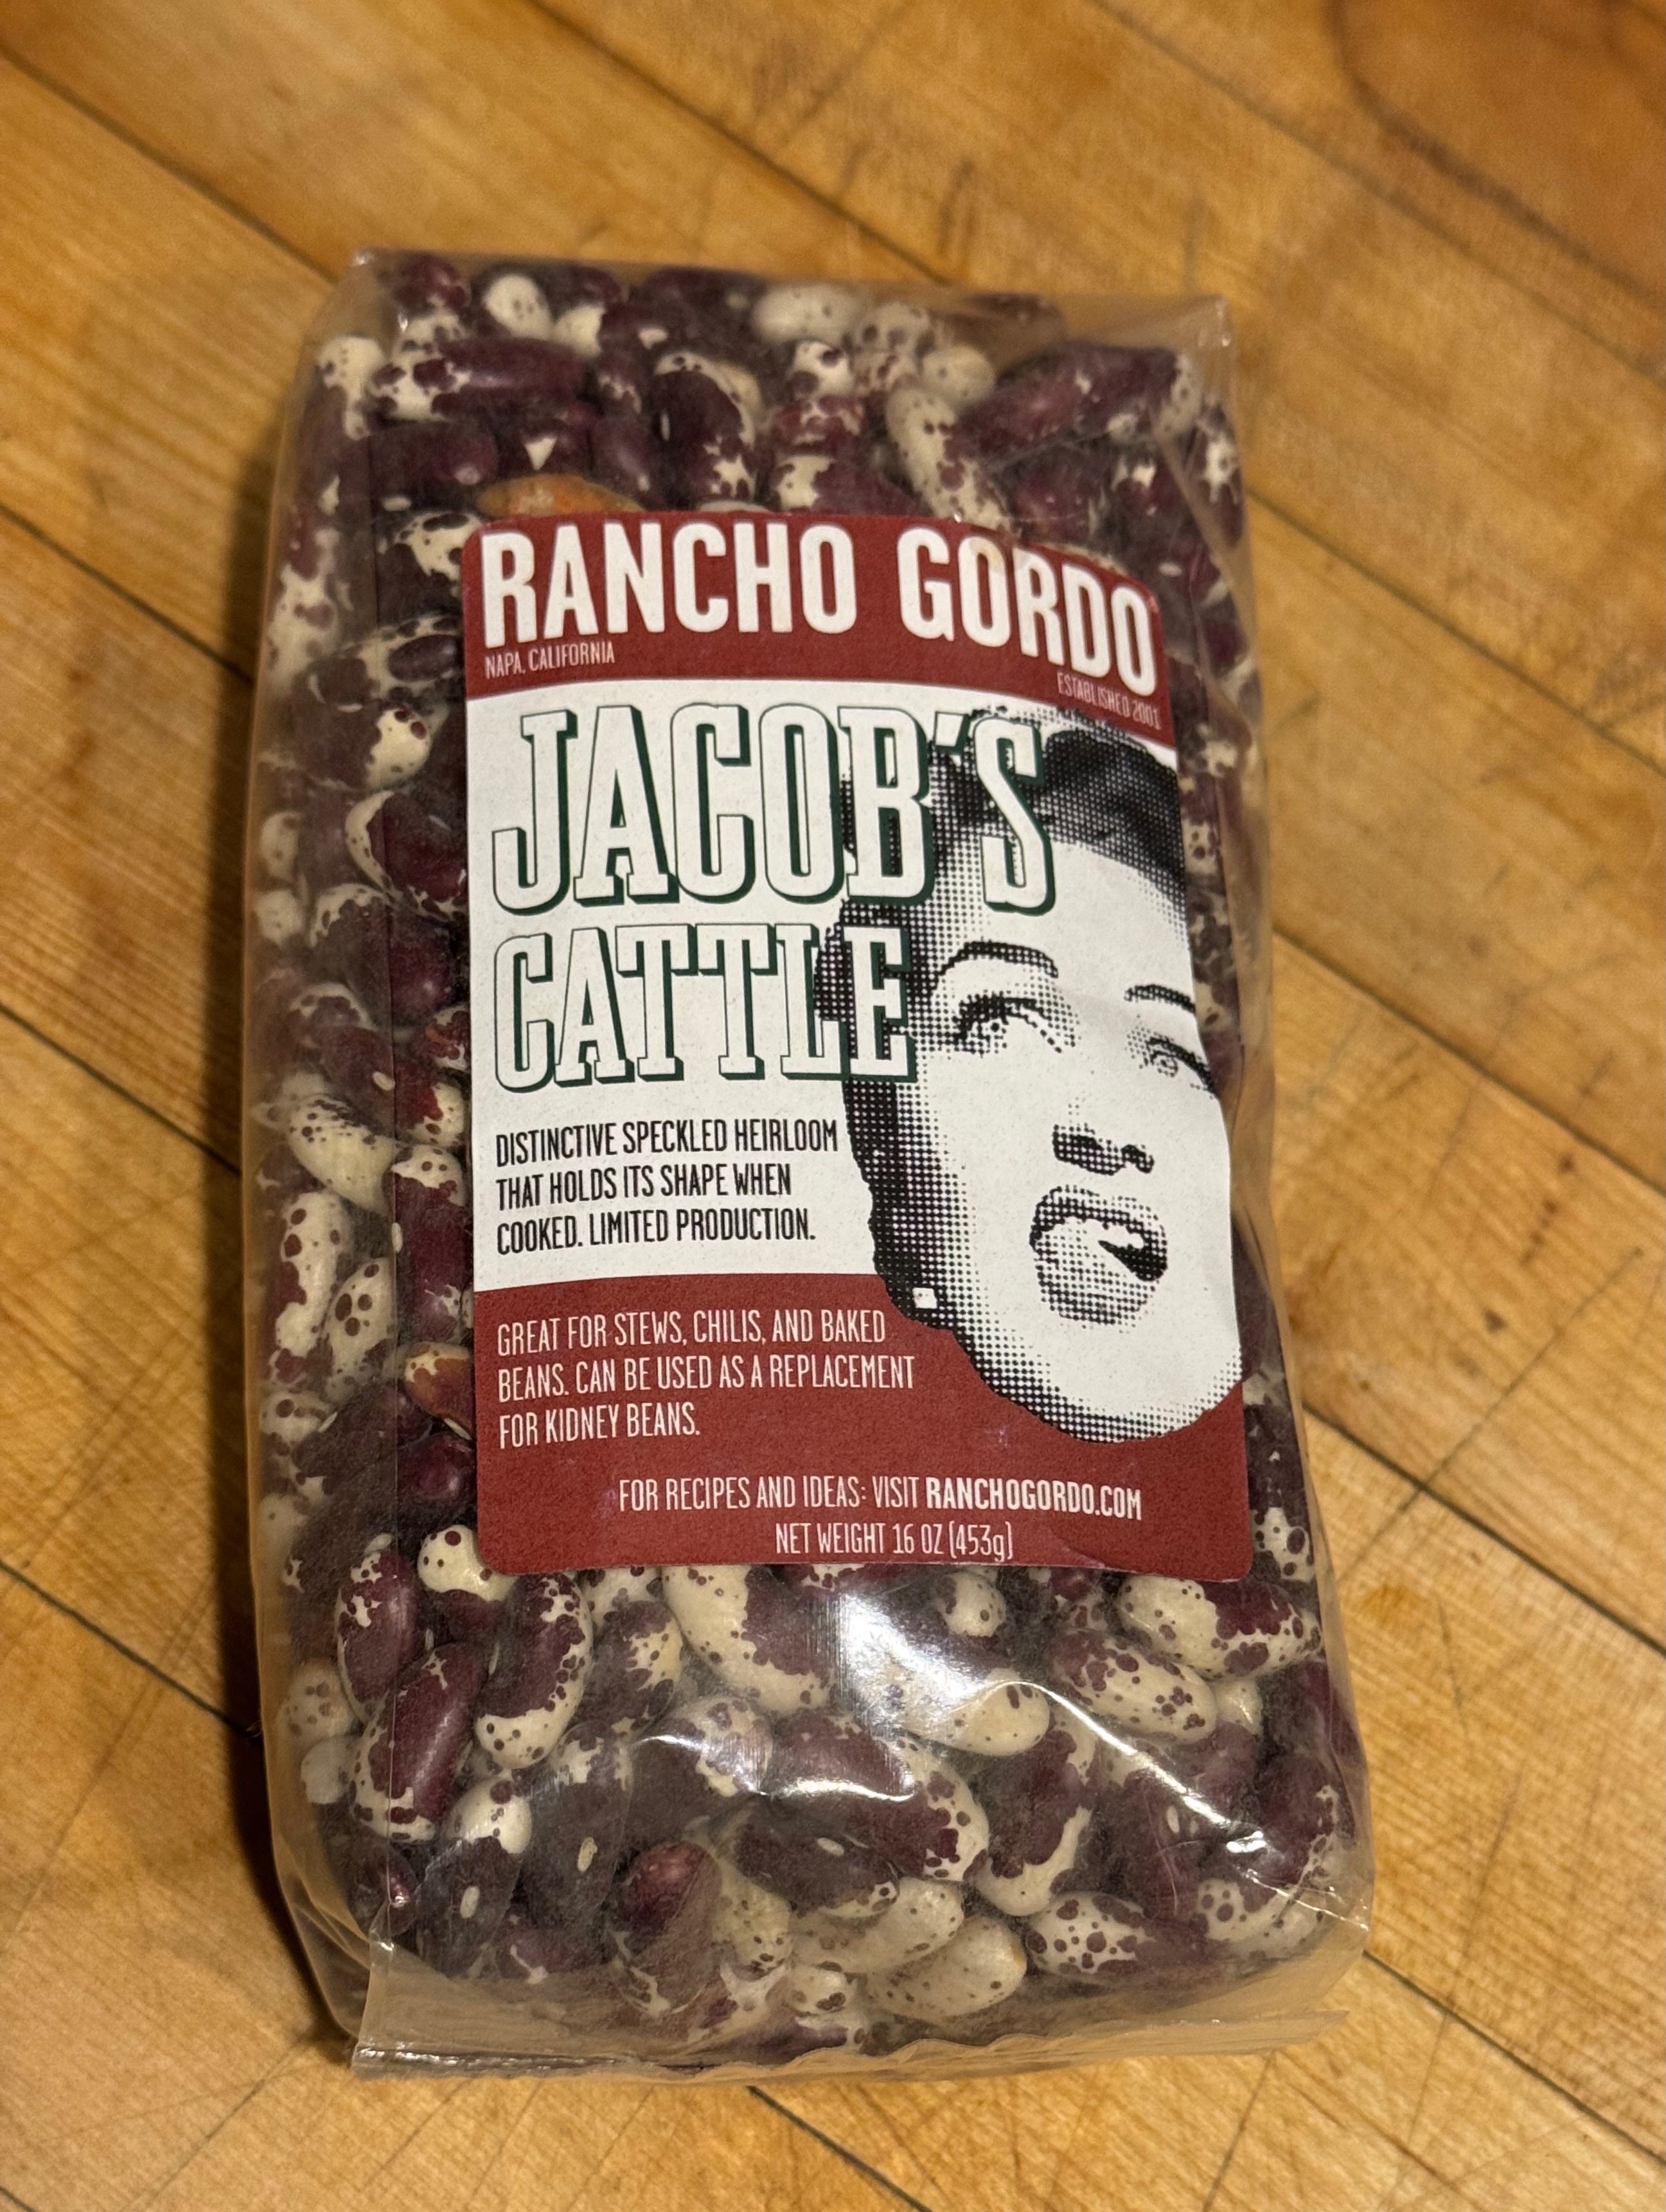 RANCHO GORDO
NAPA, CALIFORNIA
ESTABLISHED 2001
JACOB'S
CATTLE
DISTINCTIVE SPECKLED HEIRLOOM
THAT HOLDS ITS SHAPE WHEN
COOKED. LIMITED PRODUCTION.
GREAT FOR STEWS, CHILIS, AND BAKED
BEANS. CAN BE USED AS A REPLACEMENT
FOR KIDNEY BEANS.
FOR RECIPES AND IDEAS: VISIT RANCHOGORDO.COM
NET WEIGHT 16 OZ (453g)